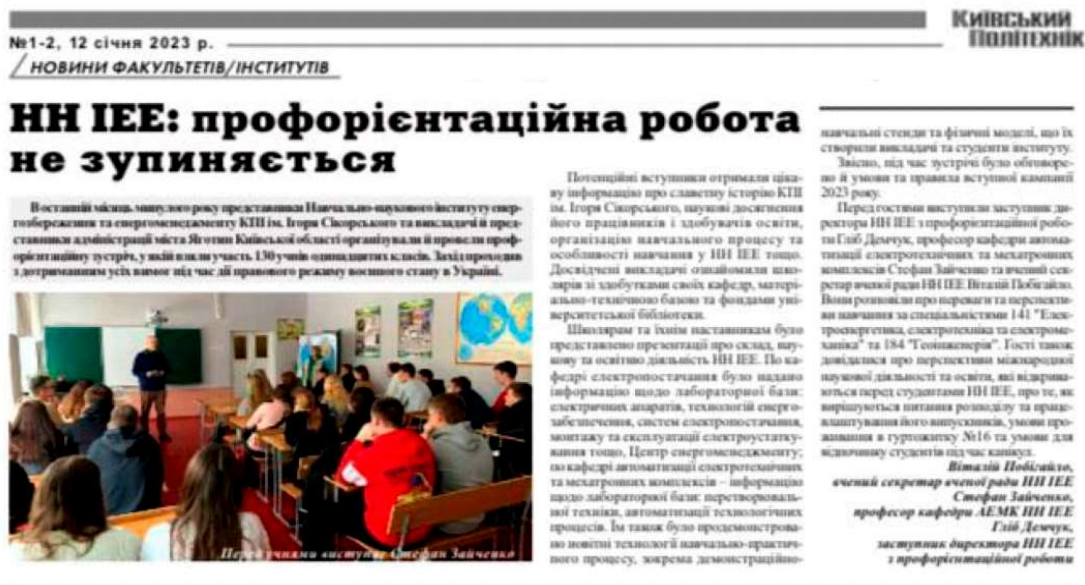 Київський
Політехнік
№1-2, 12 січня 2023 р.
НОВИНИ ФАКУЛЬТЕТІВ/ІНСТИТУТІВ
НН ІЕЕ: профорієнтаційна робота
не зупиняється
В останній місяць минулого року представники Навчально-наукового інституту енер-
гозбереження та енергоменеджменту КПІ ім. Ігоря Сікорського та викладачі й пред-
ставники адміністрації міста Яготин Київської області організували й провели проф-
орієнтаційну зустріч, у якій взяли участь 130 учнів одинадцятих класів. Захід проходив
з дотриманням усіх вимог під час дії правового режиму воєнного стану в Україні.
Перед учнями виступає Стефан Зайченко
Потенційні вступники отримали ціка-
ву інформацію про славетну історію КПІ
ім. Ігоря Сікорського, наукові досягнення
його працівників і здобувачів освіти,
організацію навчального процесу та
особливості навчання у НН ІЕЕ тощо.
Досвідчені викладачі ознайомили шко-
лярів зі здобутками своїх кафедр, матері-
ально-технічною базою та фондами уні-
верситетської бібліотеки.
Школярам та їхнім наставникам було
представлено презентації про склад, нау-
кову та освітню діяльність НН ІЕЕ. По ка-
федрі електропостачання було надано
інформацію щодо лабораторної бази:
електричних апаратів, технологій енерго-
забезпечення, систем електропостачання,
монтажу та експлуатації електроустатку-
вання тощо, Центр енергоменеджменту;
по кафедрі автоматизації електротехнічних
та мехатронних комплексів – інформацію
щодо лабораторної бази: перетворюваль-
ної техніки, автоматизації технологічних
процесів. Їм також було продемонстрова-
но новітні технології навчально-практич-
ного процесу, зокрема демонстраційно-
навчальні стенди та фізичні моделі, що їх
створили викладачі та студенти інституту.
Звісно, під час зустрічі було обговоре-
но й умови та правила вступної кампанії
2023 року.
Перед гостями виступили заступник ди-
ректора НН ІЕЕ з профорієнтаційної робо-
ти Гліб Демчук, професор кафедри автома-
тизації електротехнічних та мехатронних
комплексів Стефан Зайченко та вчений сек-
ретар вченої ради НН ІЕЕ Віталій Побігайло.
Вони розповіли про переваги та перспекти-
ви навчання за спеціальностями 141 "Елек-
троенергетика, електротехніка та електроме-
ханіка" та 184 "Геоінженерія". Гості також
довідалися про перспективи міжнародної
наукової діяльності та освіти, які відкрива-
ються перед студентами НН ІЕЕ, про те, як
вирішуються питання розподілу та праце-
влаштування його випускників, умови про-
живання в гуртожитку №16 та умови для
відпочинку студентів під час канікул.
Віталій Побігайло,
вчений секретар вченої ради НН ІЕЕ
Стефан Зайченко,
професор кафедри АЕМК НН ІЕЕ
Гліб Демчук,
заступник директора НН ІЕЕ
з профорієнтаційної роботи